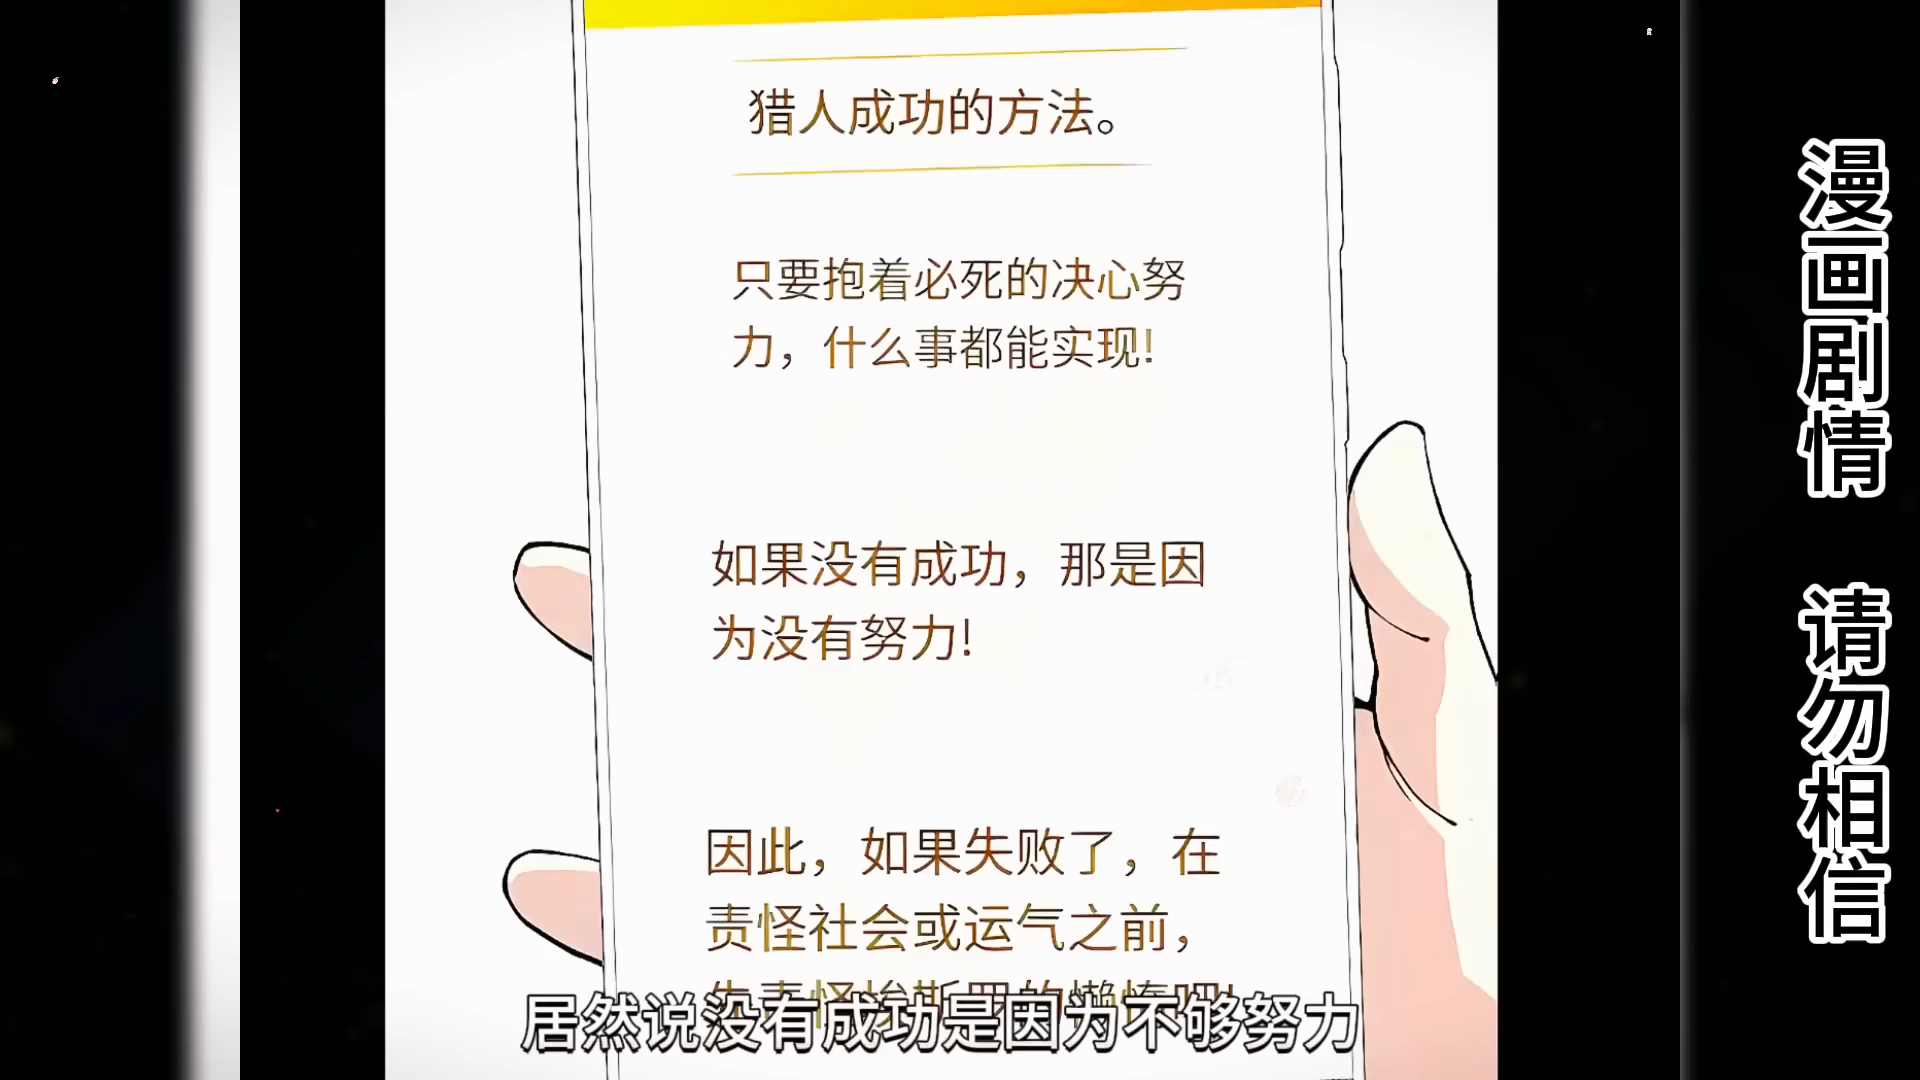 猎人成功的方法。
只要抱着必死的决心努
力，什么事都能实现!
如果没有成功，那是因
为没有努力!
因此，如果失败了，在
责怪社会或运气之前，
居然说没有成功是因为不够努力
漫画剧情 请勿相信